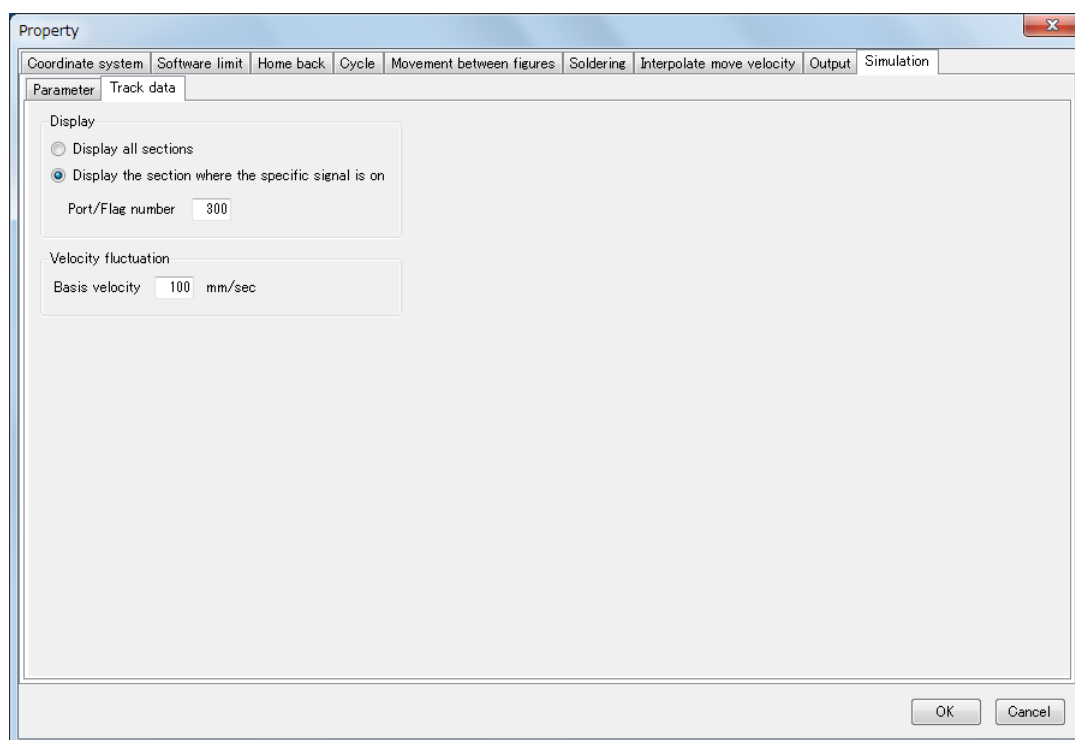 Property
Coordinate system Software limit Home back Cycle Movement between figures Soldering Interpolate move velocity Output Simulation
Parameter Track data
Display
Display all sections
Display the section where the specific signal is on
Port/Flag number 300
Velocity fluctuation
Basis velocity 100 mm/sec
OK Cancel